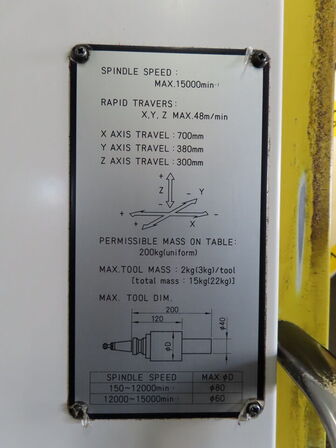 SPINDLE SPEED :
MAX.15000min⁻¹
RAPID TRAVERS:
X,Y, Z MAX.48m/min
X AXIS TRAVEL : 700mm
Y AXIS TRAVEL : 380mm
Z AXIS TRAVEL : 300mm
+
Z
Y
+
-
-
+
X
-
+
PERMISSIBLE MASS ON TABLE:
200kg(uniform)
MAX.TOOL MASS : 2kg(3kg)/tool
[total mass : 15kg(22kg)]
MAX. TOOL DIM.
200
120
φ40
φD
SPINDLE SPEED MAX.φD
150~12000min⁻¹ φ80
12000~15000min⁻¹ φ60